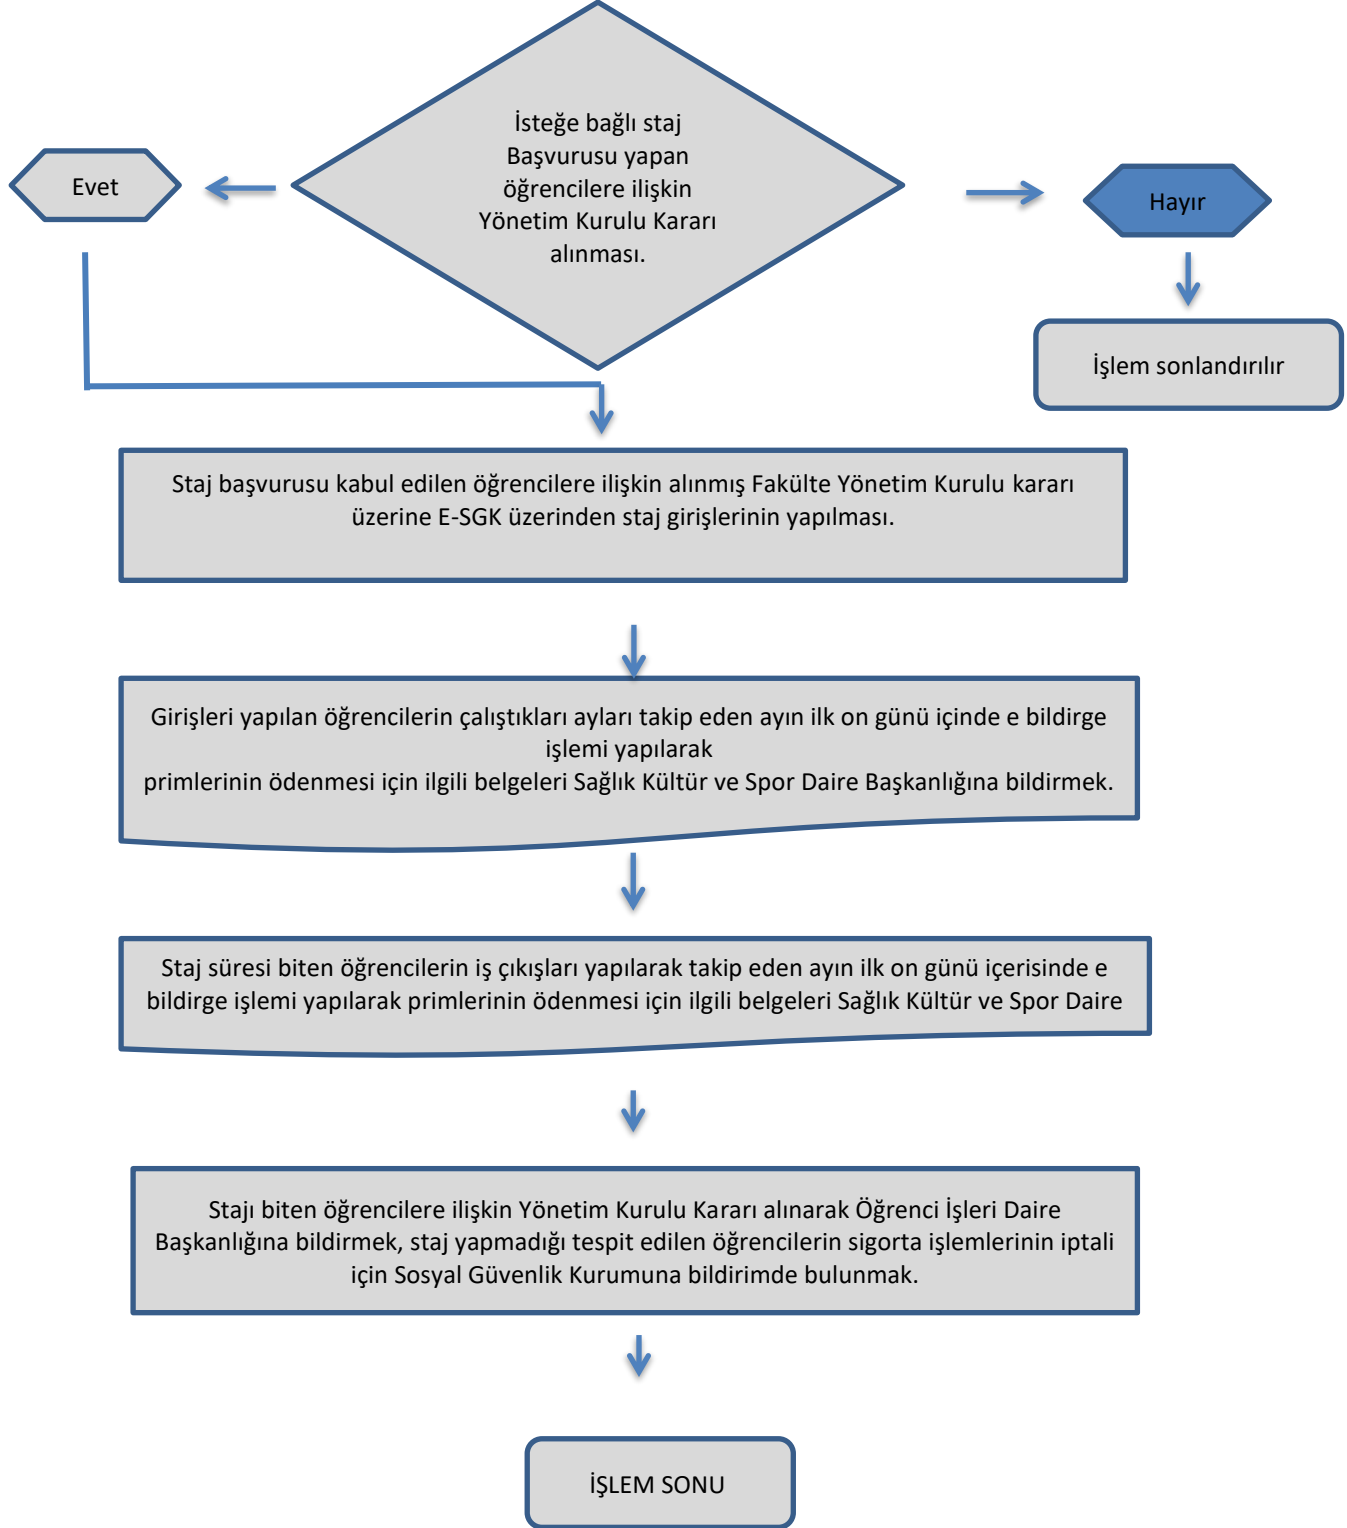 İsteğe bağlı staj
Başvurusu yapan
öğrencilere ilişkin
Yönetim Kurulu Kararı
alınması.
Evet
Hayır
İşlem sonlandırılır
Staj başvurusu kabul edilen öğrencilere ilişkin alınmış Fakülte Yönetim Kurulu kararı
üzerine E-SGK üzerinden staj girişlerinin yapılması.
Girişleri yapılan öğrencilerin çalıştıkları ayları takip eden ayın ilk on günü içinde e bildirge
işlemi yapılarak
primlerinin ödenmesi için ilgili belgeleri Sağlık Kültür ve Spor Daire Başkanlığına bildirmek.
Staj süresi biten öğrencilerin iş çıkışları yapılarak takip eden ayın ilk on günü içerisinde e
bildirge işlemi yapılarak primlerinin ödenmesi için ilgili belgeleri Sağlık Kültür ve Spor Daire
Stajı biten öğrencilere ilişkin Yönetim Kurulu Kararı alınarak Öğrenci İşleri Daire
Başkanlığına bildirmek, staj yapmadığı tespit edilen öğrencilerin sigorta işlemlerinin iptali
için Sosyal Güvenlik Kurumuna bildirimde bulunmak.
İŞLEM SONU